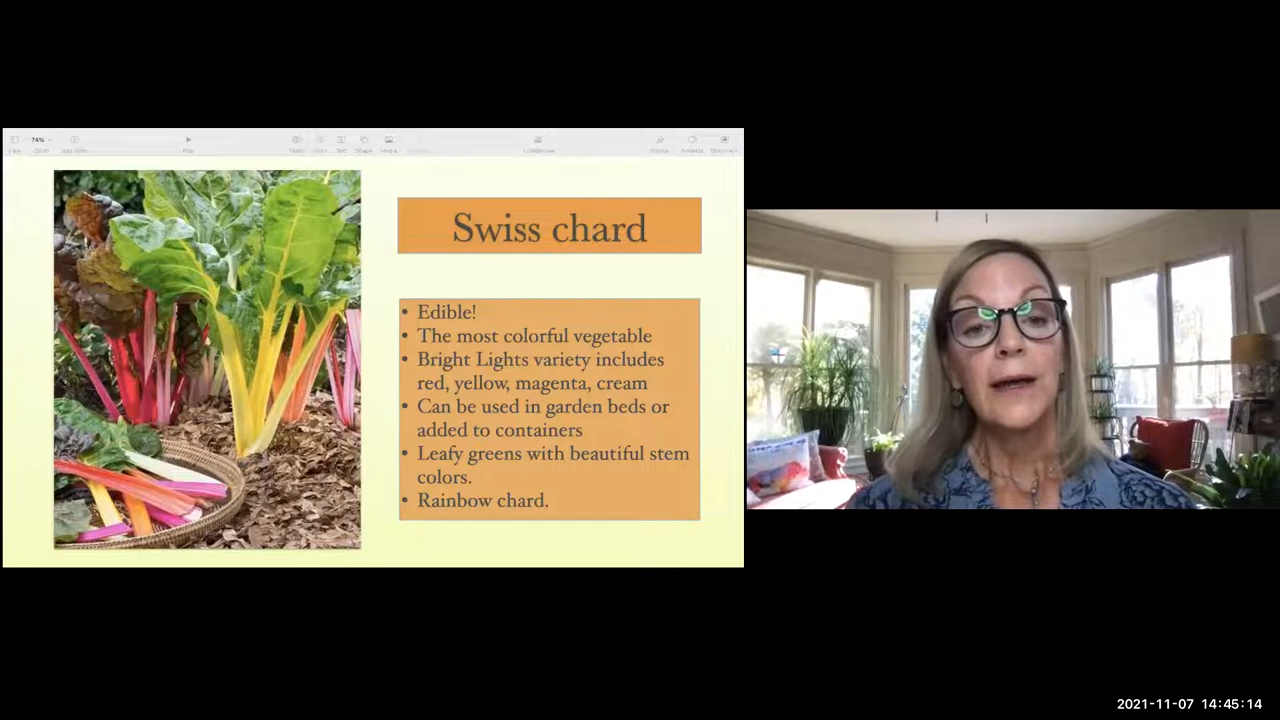 74%
Play
Swiss chard
• Edible!
• The most colorful vegetable
• Bright Lights variety includes
red, yellow, magenta, cream
• Can be used in garden beds or
added to containers
• Leafy greens with beautiful stem
colors.
• Rainbow chard.
2021-11-07 14:45:14